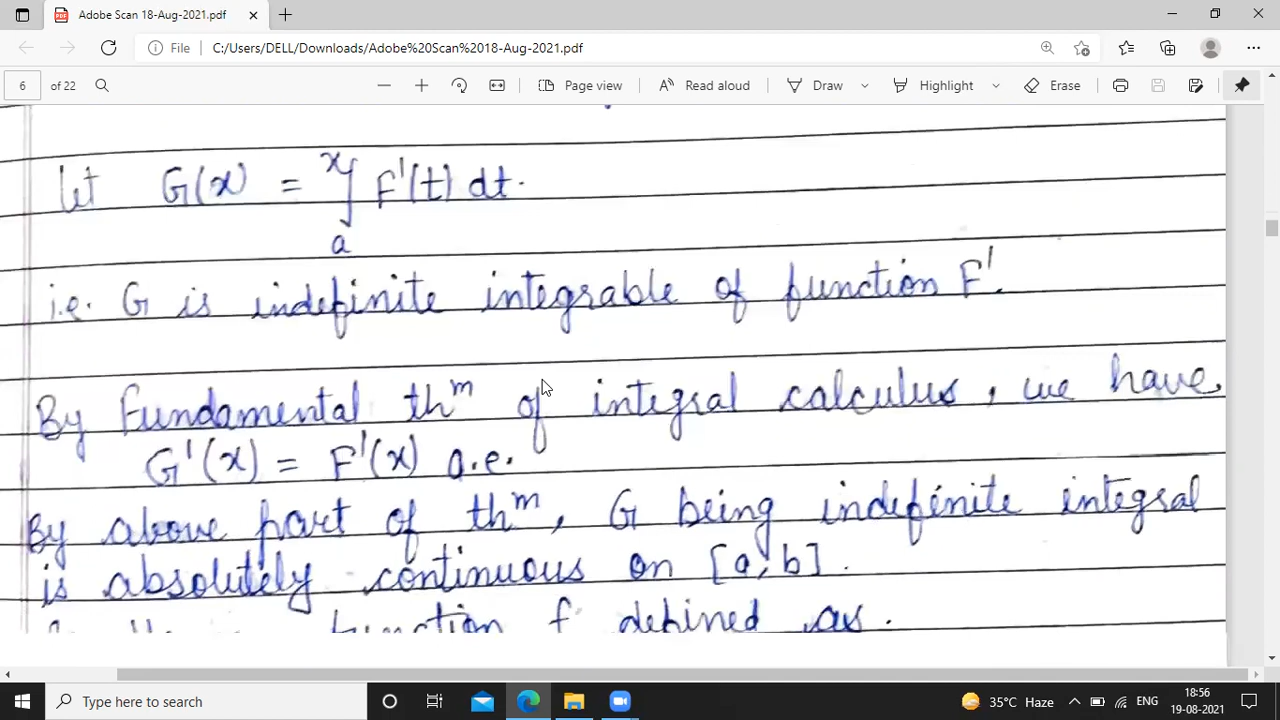 Adobe Scan 18-Aug-2021.pdf
File C:/Users/DELL/Downloads/Adobe%20Scan%2018-Aug-2021.pdf
6 of 22 Page view Read aloud Draw Highlight Erase
Let G(x) = ∫ₐˣ F'(t) dt.
i.e. G is indefinite integrable of function F'.
By Fundamental thᵐ of integral calculus, we have,
G'(x) = F'(x) a.e.
By above part of thᵐ, G being indefinite integral
is absolutely continuous on [a, b].
function f defined as.
Type here to search 35°C Haze ENG 18:56
19-08-2021